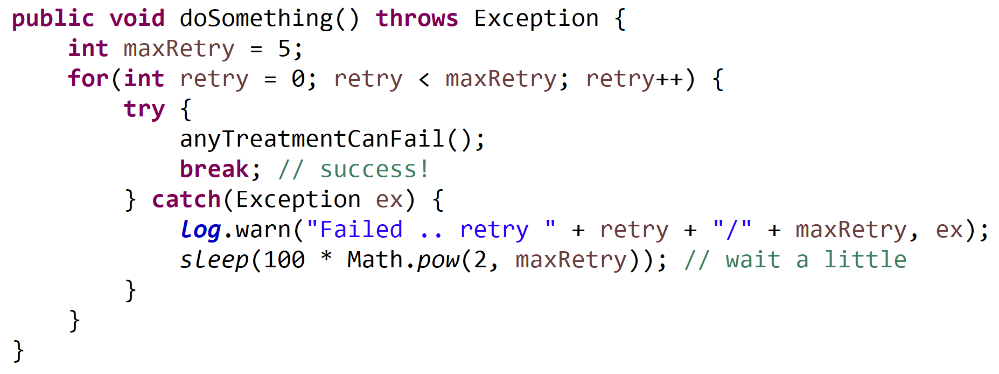 public void doSomething() throws Exception {
    int maxRetry = 5;
    for(int retry = 0; retry < maxRetry; retry++) {
        try {
            anyTreatmentCanFail();
            break; // success!
        } catch(Exception ex) {
            log.warn("Failed .. retry " + retry + "/" + maxRetry, ex);
            sleep(100 * Math.pow(2, maxRetry)); // wait a little
        }
    }
}